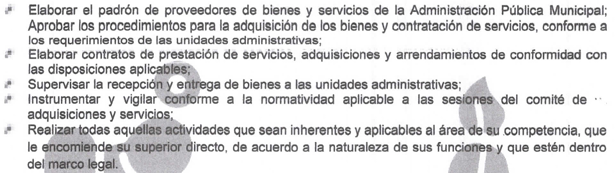 Elaborar el padrón de proveedores de bienes y servicios de la Administración Pública Municipal;
Aprobar los procedimientos para la adquisición de los bienes y contratación de servicios, conforme a
los requerimientos de las unidades administrativas;
Elaborar contratos de prestación de servicios, adquisiciones y arrendamientos de conformidad con
las disposiciones aplicables;
Supervisar la recepción y entrega de bienes a las unidades administrativas;
Instrumentar y vigilar conforme a la normatividad aplicable a las sesiones del comité de
adquisiciones y servicios;
Realizar todas aquellas actividades que sean inherentes y aplicables al área de su competencia, que
le encomiende su superior directo, de acuerdo a la naturaleza de sus funciones y que estén dentro
del marco legal.